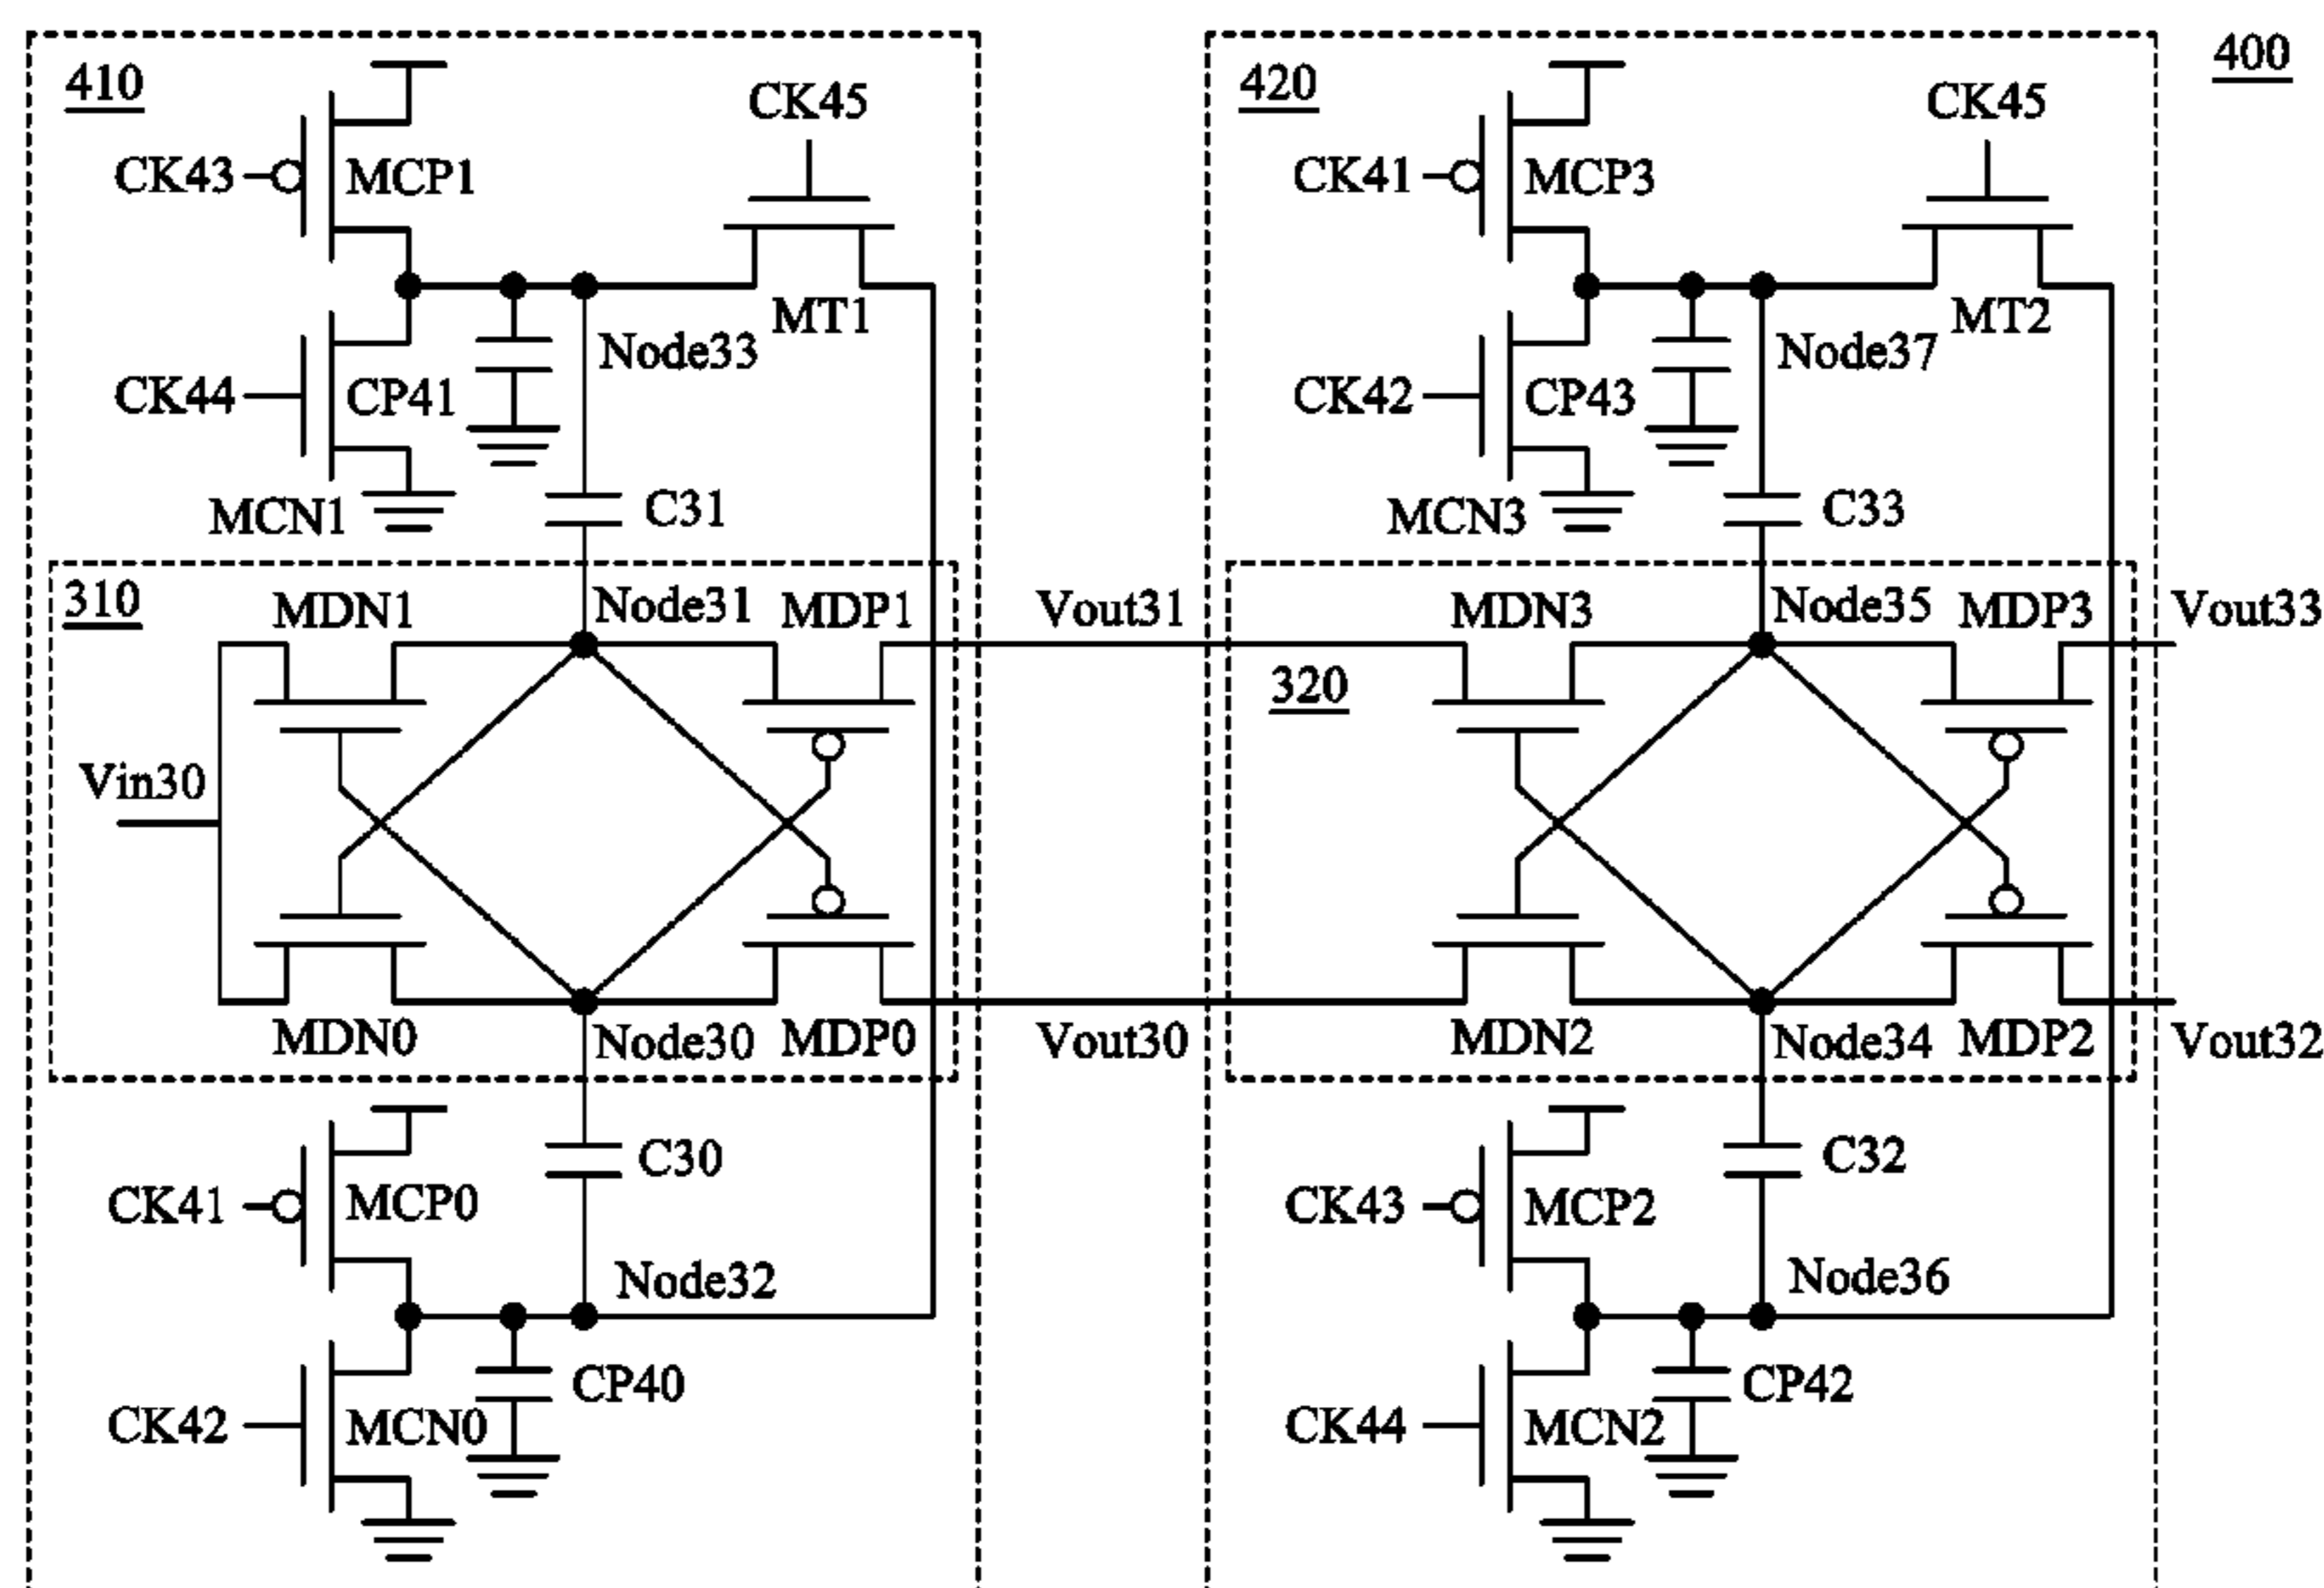 410
CK45
420
CK45
400
CK43
MCP1
CK41
MCP3
MT1
MT2
Node33
Node37
CK44
CP41
CK42
CP43
MCN1
C31
MCN3
C33
310
MDN1
Node31
MDP1
Vout31
MDN3
Node35
MDP3
Vout33
320
Vin30
MDN0
Node30
MDP0
Vout30
MDN2
Node34
MDP2
Vout32
CK41
MCP0
C30
CK43
MCP2
C32
Node32
Node36
CK42
MCN0
CP40
CK44
MCN2
CP42